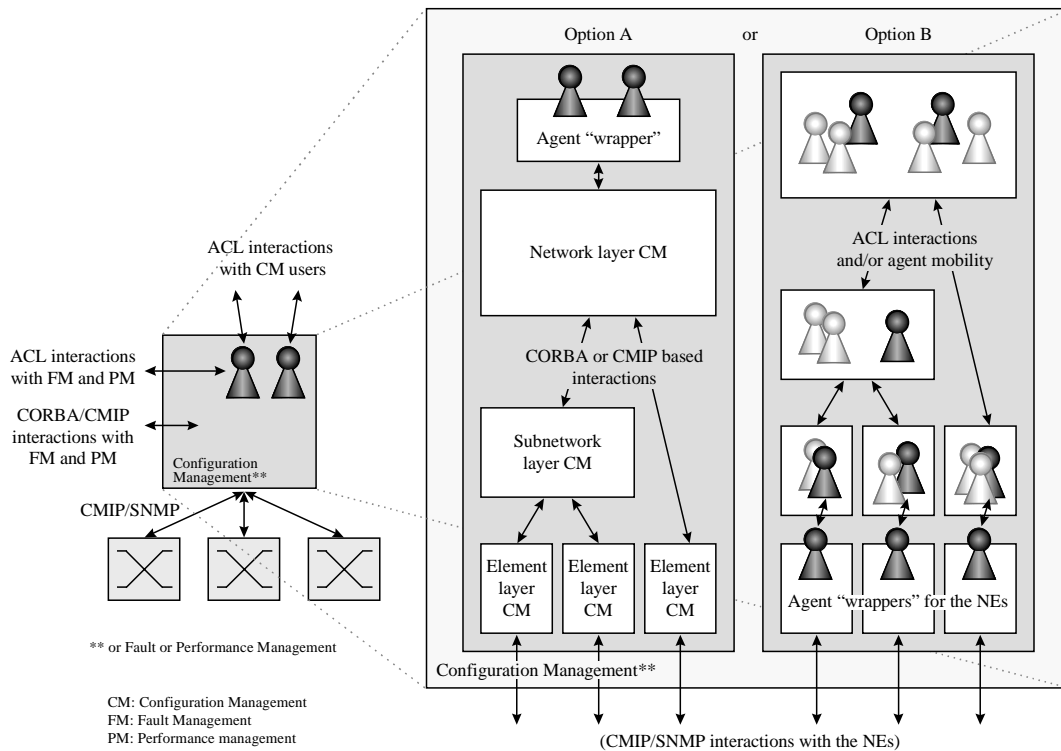 Option A
or
Option B
Agent “wrapper”
Network layer CM
ACL interactions
and/or agent mobility
ACL interactions
with CM users
ACL interactions
with FM and PM
CORBA/CMIP
interactions with
FM and PM
Configuration
Management**
CMIP/SNMP
CORBA or CMIP based
interactions
Subnetwork
layer CM
Element
layer
CM
Element
layer
CM
Element
layer
CM
Agent “wrappers” for the NEs
Configuration Management**
** or Fault or Performance Management
CM: Configuration Management
FM: Fault Management
PM: Performance management
(CMIP/SNMP interactions with the NEs)